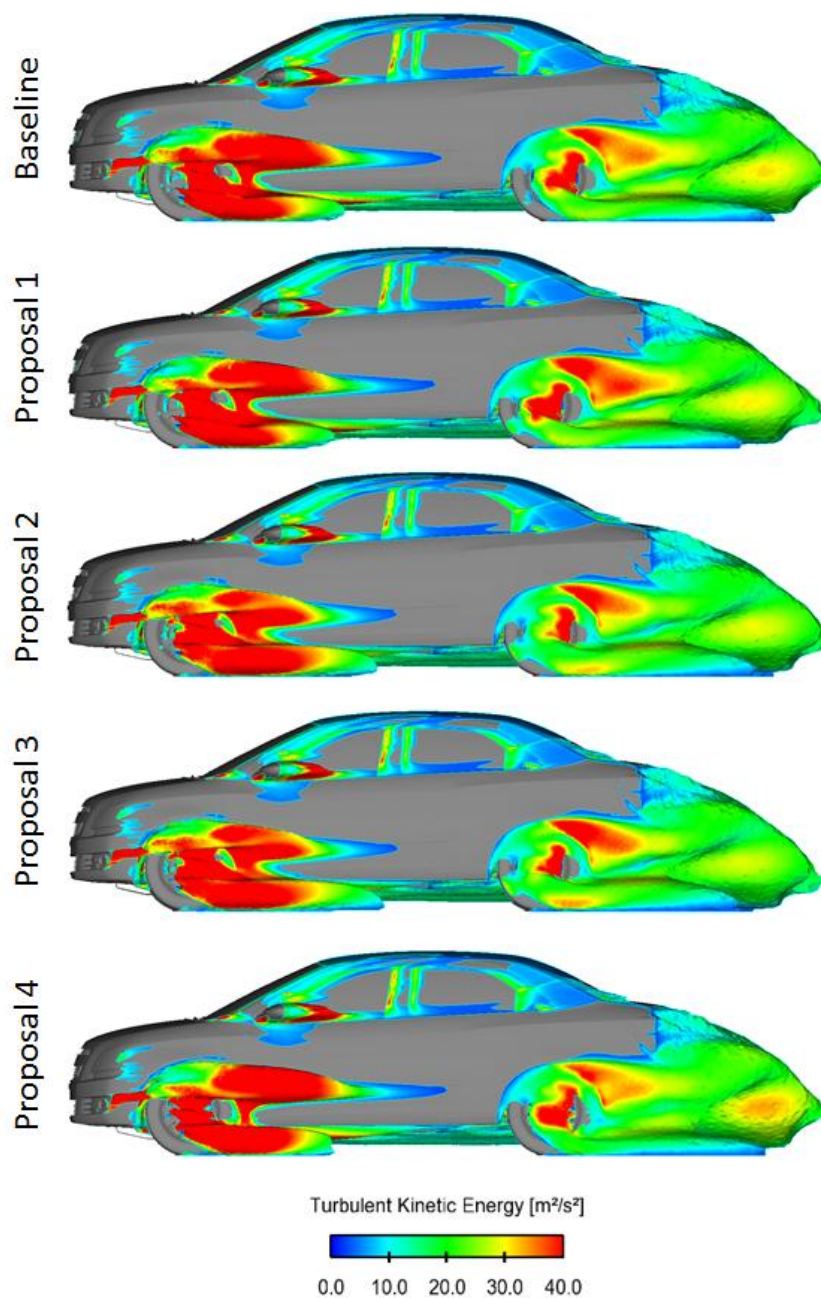 Baseline
Proposal 1
Proposal 2
Proposal 3
Proposal 4
Turbulent Kinetic Energy [m²/s²]
0.0 10.0 20.0 30.0 40.0